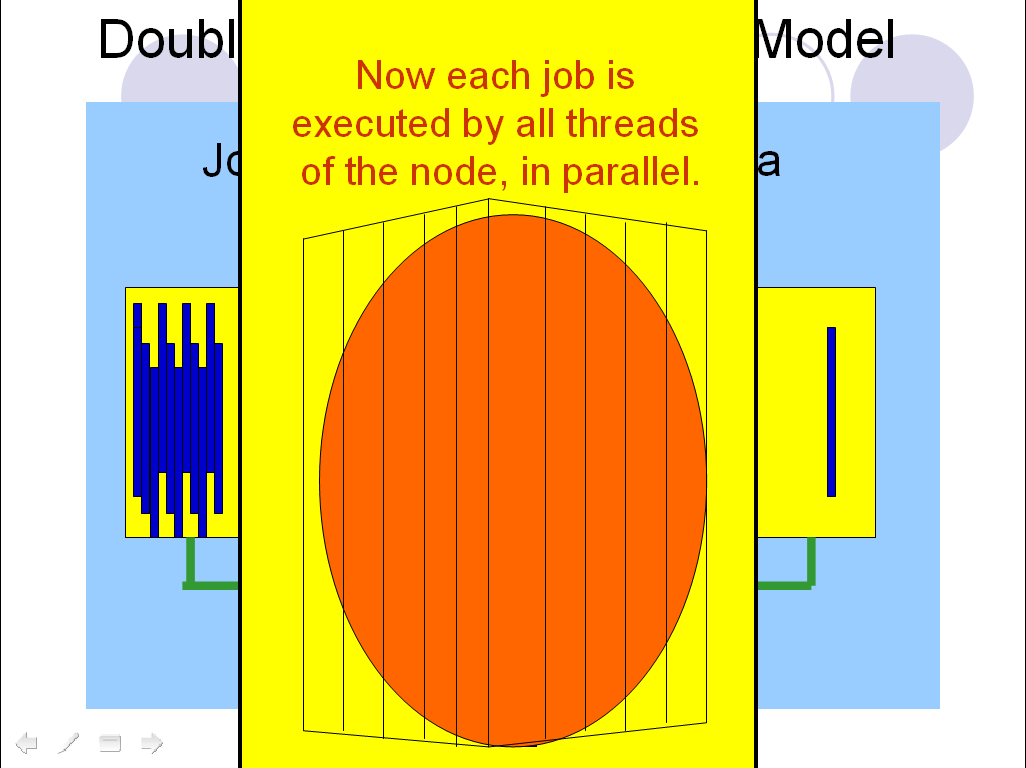 Doubl Model
Now each job is
executed by all threads
of the node, in parallel.
Jo a